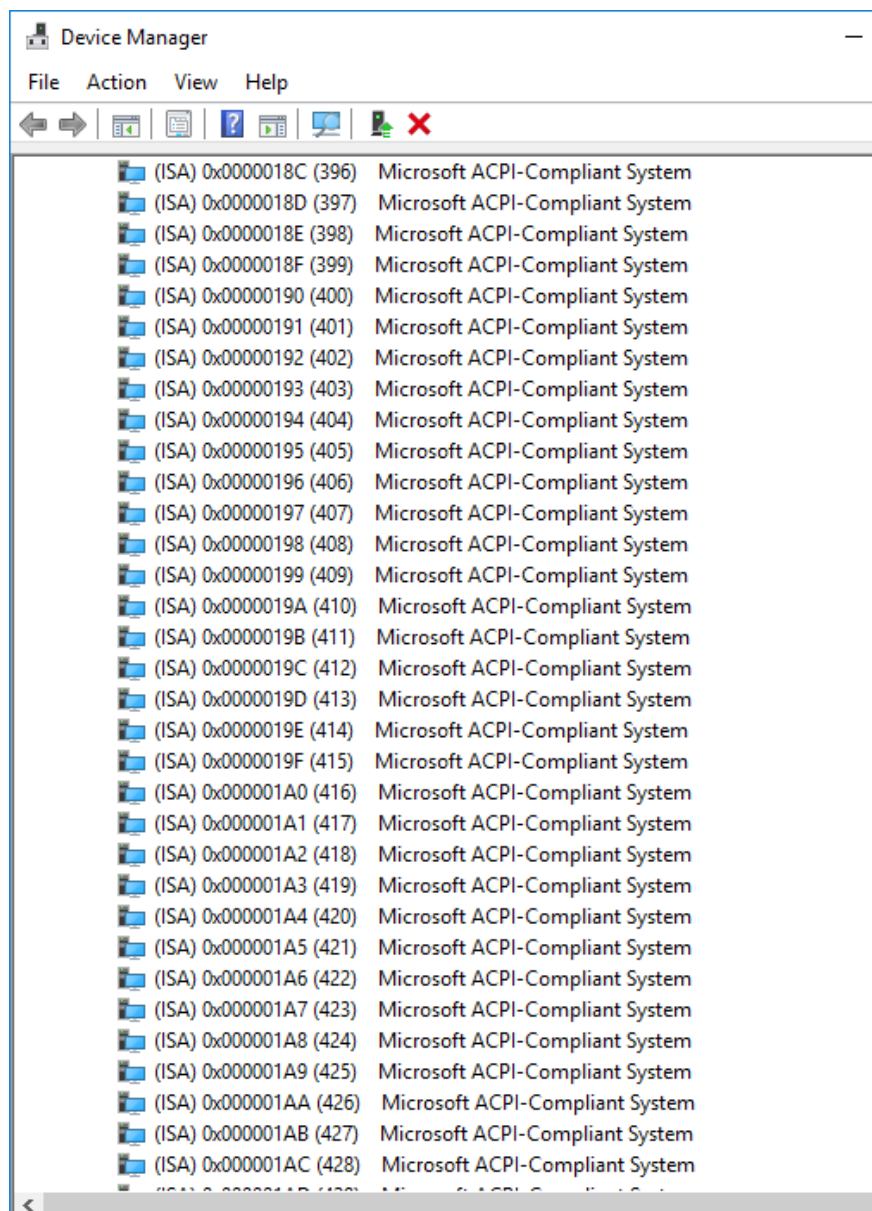 Device Manager
File Action View Help
(ISA) 0x0000018C (396) Microsoft ACPI-Compliant System
(ISA) 0x0000018D (397) Microsoft ACPI-Compliant System
(ISA) 0x0000018E (398) Microsoft ACPI-Compliant System
(ISA) 0x0000018F (399) Microsoft ACPI-Compliant System
(ISA) 0x00000190 (400) Microsoft ACPI-Compliant System
(ISA) 0x00000191 (401) Microsoft ACPI-Compliant System
(ISA) 0x00000192 (402) Microsoft ACPI-Compliant System
(ISA) 0x00000193 (403) Microsoft ACPI-Compliant System
(ISA) 0x00000194 (404) Microsoft ACPI-Compliant System
(ISA) 0x00000195 (405) Microsoft ACPI-Compliant System
(ISA) 0x00000196 (406) Microsoft ACPI-Compliant System
(ISA) 0x00000197 (407) Microsoft ACPI-Compliant System
(ISA) 0x00000198 (408) Microsoft ACPI-Compliant System
(ISA) 0x00000199 (409) Microsoft ACPI-Compliant System
(ISA) 0x0000019A (410) Microsoft ACPI-Compliant System
(ISA) 0x0000019B (411) Microsoft ACPI-Compliant System
(ISA) 0x0000019C (412) Microsoft ACPI-Compliant System
(ISA) 0x0000019D (413) Microsoft ACPI-Compliant System
(ISA) 0x0000019E (414) Microsoft ACPI-Compliant System
(ISA) 0x0000019F (415) Microsoft ACPI-Compliant System
(ISA) 0x000001A0 (416) Microsoft ACPI-Compliant System
(ISA) 0x000001A1 (417) Microsoft ACPI-Compliant System
(ISA) 0x000001A2 (418) Microsoft ACPI-Compliant System
(ISA) 0x000001A3 (419) Microsoft ACPI-Compliant System
(ISA) 0x000001A4 (420) Microsoft ACPI-Compliant System
(ISA) 0x000001A5 (421) Microsoft ACPI-Compliant System
(ISA) 0x000001A6 (422) Microsoft ACPI-Compliant System
(ISA) 0x000001A7 (423) Microsoft ACPI-Compliant System
(ISA) 0x000001A8 (424) Microsoft ACPI-Compliant System
(ISA) 0x000001A9 (425) Microsoft ACPI-Compliant System
(ISA) 0x000001AA (426) Microsoft ACPI-Compliant System
(ISA) 0x000001AB (427) Microsoft ACPI-Compliant System
(ISA) 0x000001AC (428) Microsoft ACPI-Compliant System